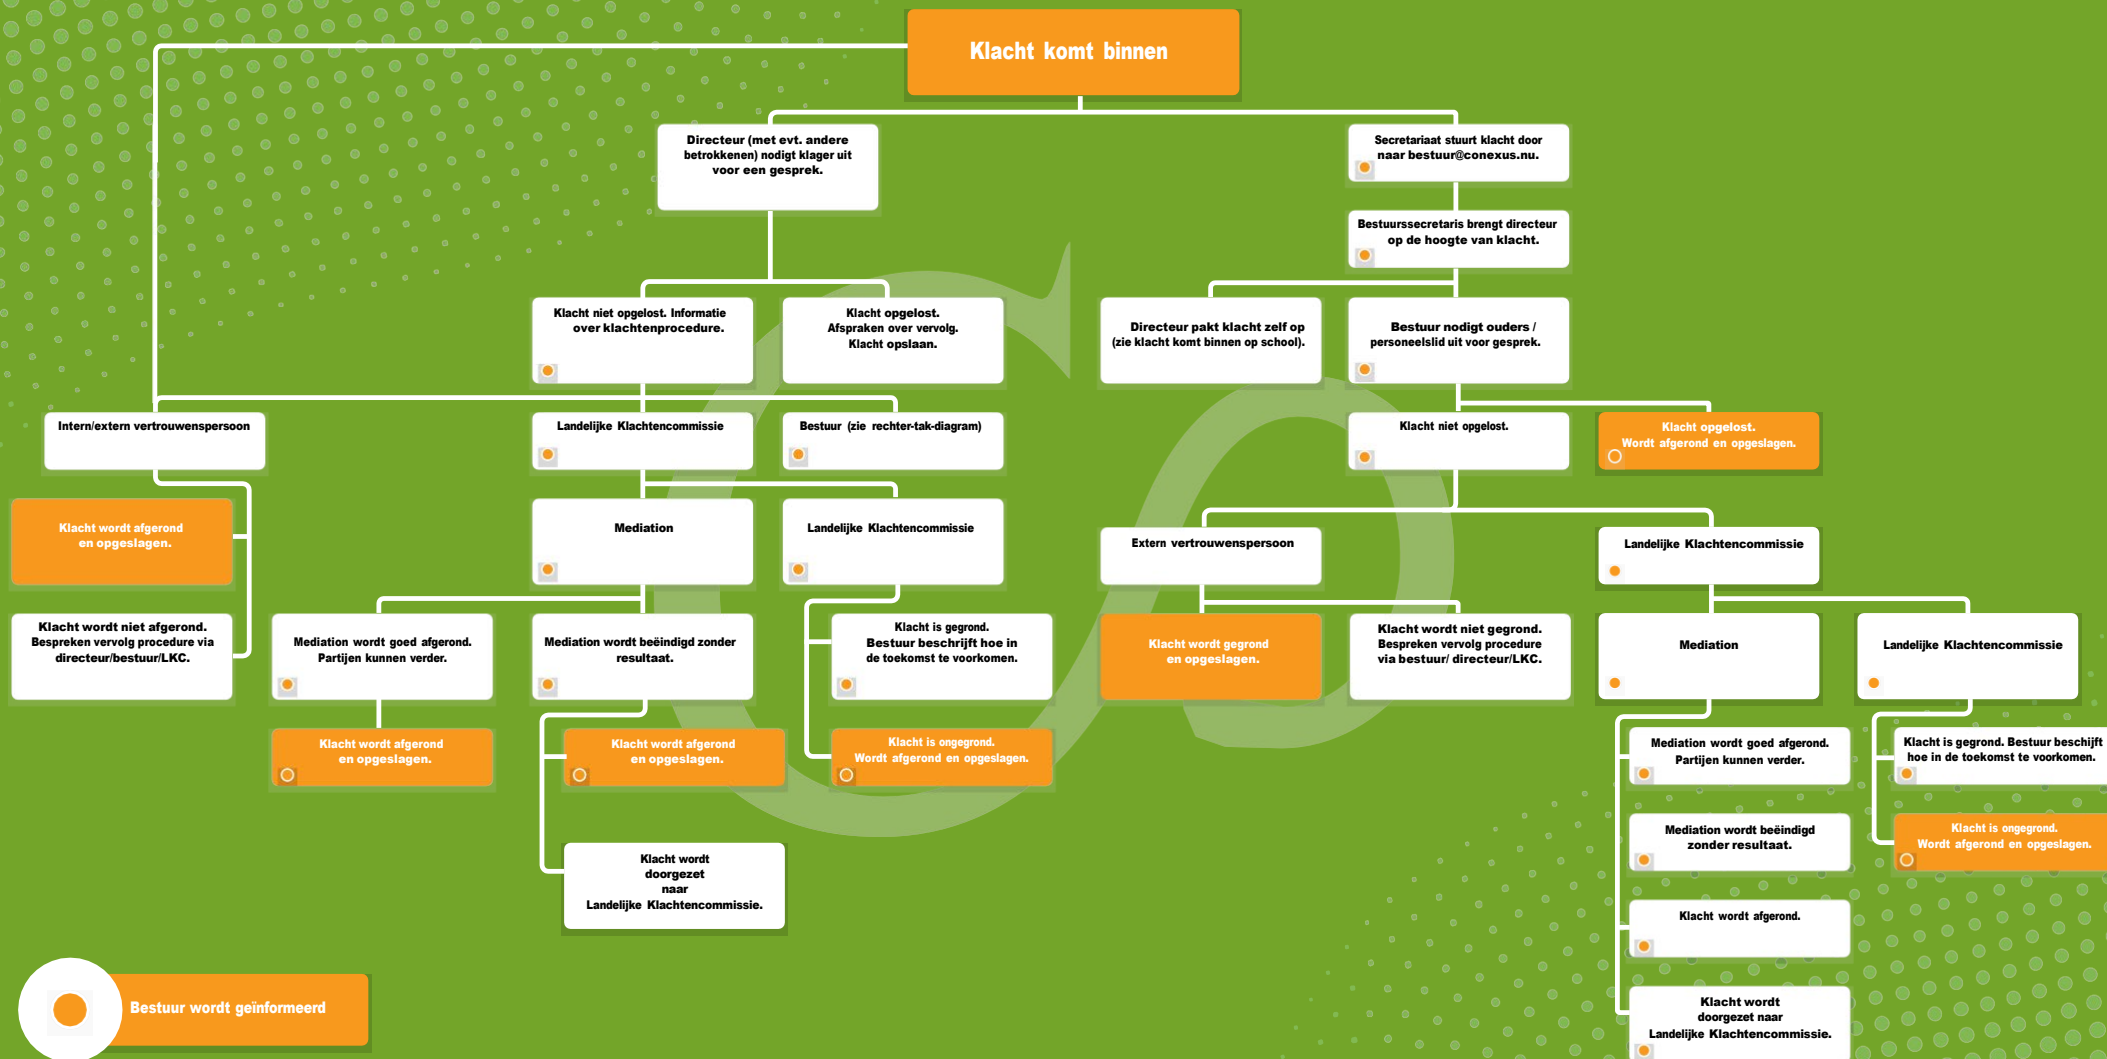 Klacht komt binnen
Directeur (met evt. andere
betrokkenen) nodigt klager uit
voor een gesprek.
Secretariaat stuurt klacht door
naar bestuur@conexus.nu.
Bestuurssecretaris brengt directeur
op de hoogte van klacht.
Klacht niet opgelost. Informatie
over klachtenprocedure.
Klacht opgelost.
Afspraken over vervolg.
Klacht opslaan.
Directeur pakt klacht zelf op
(zie klacht komt binnen op school).
Bestuur nodigt ouders /
personeelslid uit voor gesprek.
Intern/extern vertrouwenspersoon
Landelijke Klachtencommissie
Bestuur (zie rechter-tak-diagram)
Klacht niet opgelost.
Klacht opgelost.
Wordt afgerond en opgeslagen.
Klacht wordt afgerond
en opgeslagen.
Mediation
Landelijke Klachtencommissie
Extern vertrouwenspersoon
Landelijke Klachtencommissie
Klacht wordt niet afgerond.
Bespreken vervolg procedure via
directeur/bestuur/LKC.
Mediation wordt goed afgerond.
Partijen kunnen verder.
Mediation wordt beëindigd zonder
resultaat.
Klacht is gegrond.
Bestuur beschrijft hoe in
de toekomst te voorkomen.
Klacht wordt gegrond
en opgeslagen.
Klacht wordt niet gegrond.
Bespreken vervolg procedure
via bestuur/ directeur/LKC.
Mediation
Landelijke Klachtencommissie
Klacht wordt afgerond
en opgeslagen.
Klacht wordt afgerond
en opgeslagen.
Klacht is ongegrond.
Wordt afgerond en opgeslagen.
Mediation wordt goed afgerond.
Partijen kunnen verder.
Klacht is gegrond. Bestuur beschijft
hoe in de toekomst te voorkomen.
Mediation wordt beëindigd
zonder resultaat.
Klacht is ongegrond.
Wordt afgerond en opgeslagen.
Klacht wordt
doorgezet
naar
Landelijke Klachtencommissie.
Klacht wordt afgerond.
Klacht wordt
doorgezet naar
Landelijke Klachtencommissie.
Bestuur wordt geïnformeerd